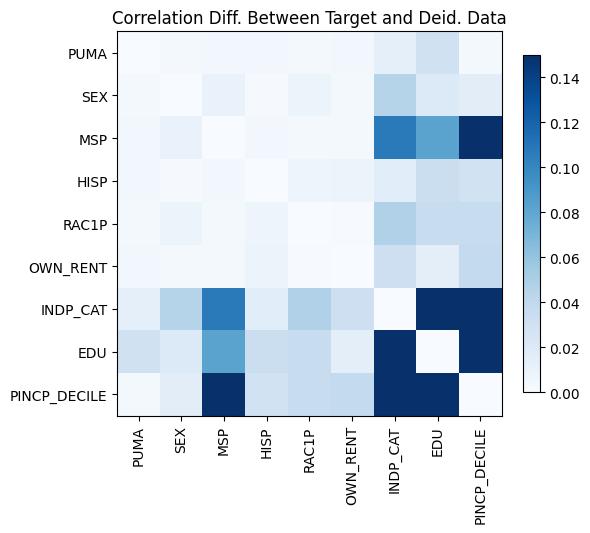 Correlation Diff. Between Target and Deid. Data
PUMA
SEX
MSP
HISP
RAC1P
OWN_RENT
INDP_CAT
EDU
PINCP_DECILE
PUMA
SEX
MSP
HISP
RAC1P
OWN_RENT
INDP_CAT
EDU
PINCP_DECILE
0.14
0.12
0.10
0.08
0.06
0.04
0.02
0.00